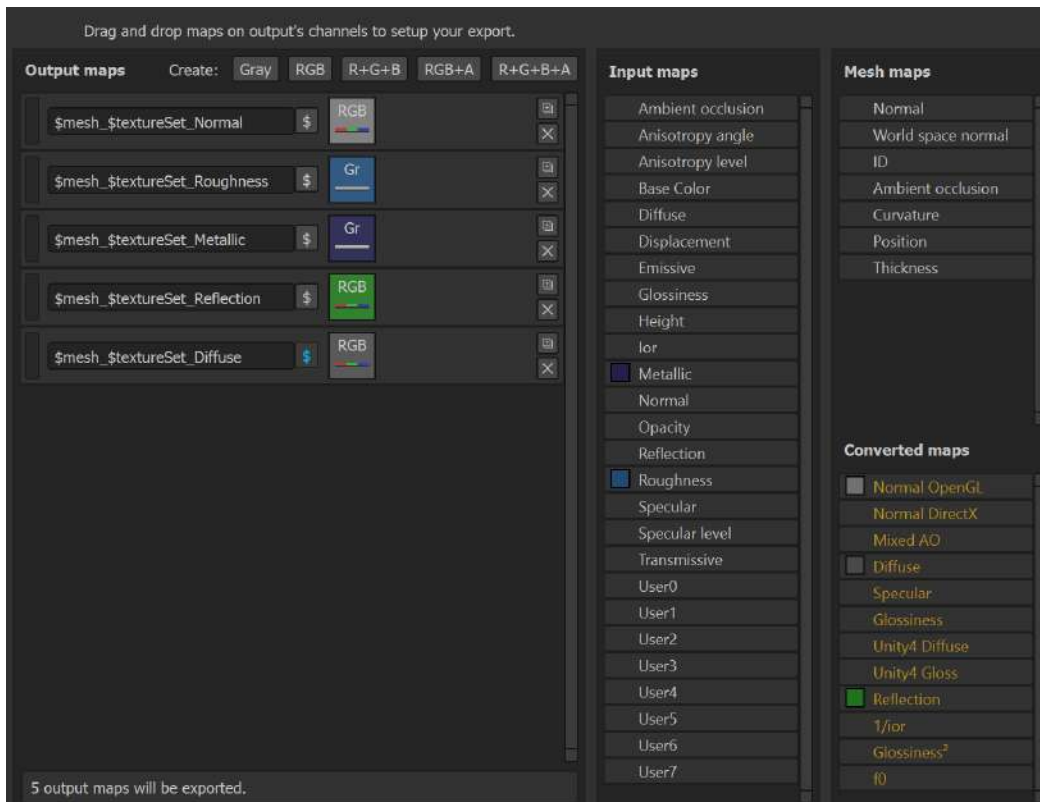 Drag and drop maps on output's channels to setup your export.
Output maps Create: Gray RGB R+G+B RGB+A R+G+B+A
$mesh_$textureSet_Normal $ RGB
$mesh_$textureSet_Roughness $ Gr
$mesh_$textureSet_Metallic $ Gr
$mesh_$textureSet_Reflection $ RGB
$mesh_$textureSet_Diffuse $ RGB
5 output maps will be exported.
Input maps
Ambient occlusion
Anisotropy angle
Anisotropy level
Base Color
Diffuse
Displacement
Emissive
Glossiness
Height
Ior
Metallic
Normal
Opacity
Reflection
Roughness
Specular
Specular level
Transmissive
User0
User1
User2
User3
User4
User5
User6
User7
Mesh maps
Normal
World space normal
ID
Ambient occlusion
Curvature
Position
Thickness
Converted maps
Normal OpenGL
Normal DirectX
Mixed AO
Diffuse
Specular
Glossiness
Unity4 Diffuse
Unity4 Gloss
Reflection
1/ior
Glossiness²
f0